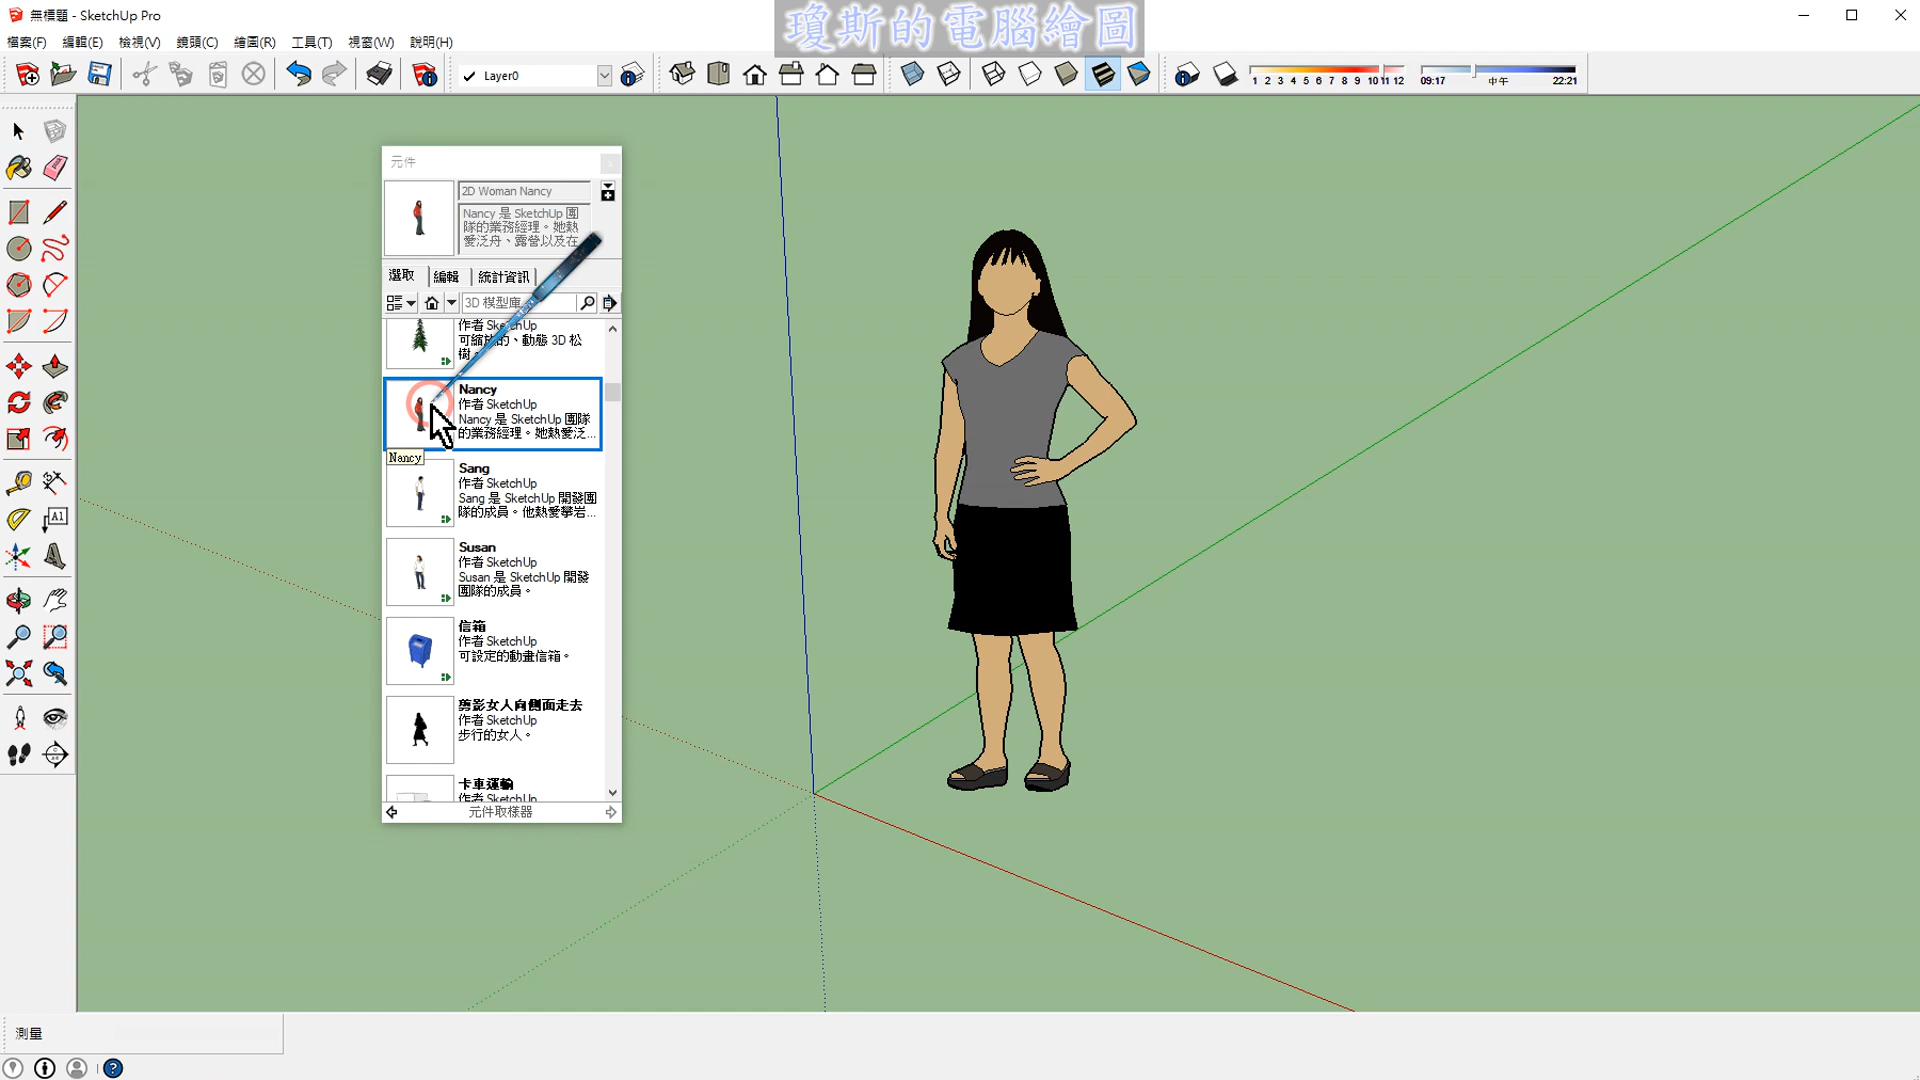 無標題 - SketchUp Pro
瓊斯的電腦繪圖
檔案(F) 編輯(E) 檢視(V) 鏡頭(C) 繪圖(R) 工具(T) 視窗(W) 說明(H)
Layer0
1 2 3 4 5 6 7 8 9 10 11 12
09:17 中午 22:21
元件
2D Woman Nancy
Nancy 是 SketchUp 團
隊的業務經理。她熱
愛泛舟、露營以及在
選取 編輯 統計資訊
3D 模型庫
作者 SketchUp
可縮放的、動態 3D 松
樹
Nancy
作者 SketchUp
Nancy 是 SketchUp 團隊
的業務經理。她熱愛泛...
Nancy
Sang
作者 SketchUp
Sang 是 SketchUp 開發團
隊的成員。他熱愛攀岩...
Susan
作者 SketchUp
Susan 是 SketchUp 開發
團隊的成員。
信箱
作者 SketchUp
可設定的動畫信箱。
剪影女人向側面走去
作者 SketchUp
步行的女人。
卡車運輸
作者 SketchUp
元件取樣器
A1
測量